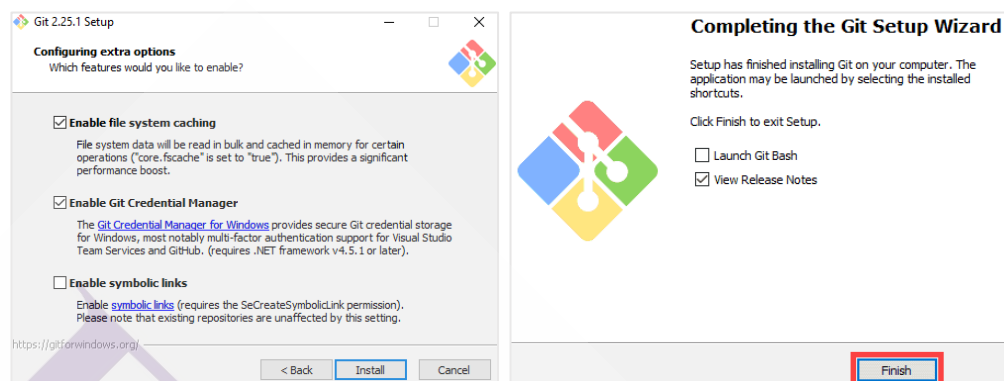 Git 2.25.1 Setup
Configuring extra options
Which features would you like to enable?
Enable file system caching
File system data will be read in bulk and cached in memory for certain
operations ("core.fscache" is set to "true"). This provides a significant
performance boost.
Enable Git Credential Manager
The Git Credential Manager for Windows provides secure Git credential storage
for Windows, most notably multi-factor authentication support for Visual Studio
Team Services and GitHub. (requires .NET framework v4.5.1 or later).
Enable symbolic links
Enable symbolic links (requires the SeCreateSymbolicLink permission).
Please note that existing repositories are unaffected by this setting.
https://gitforwindows.org/
< Back Install Cancel
Completing the Git Setup Wizard
Setup has finished installing Git on your computer. The
application may be launched by selecting the installed
shortcuts.
Click Finish to exit Setup.
Launch Git Bash
View Release Notes
Finish